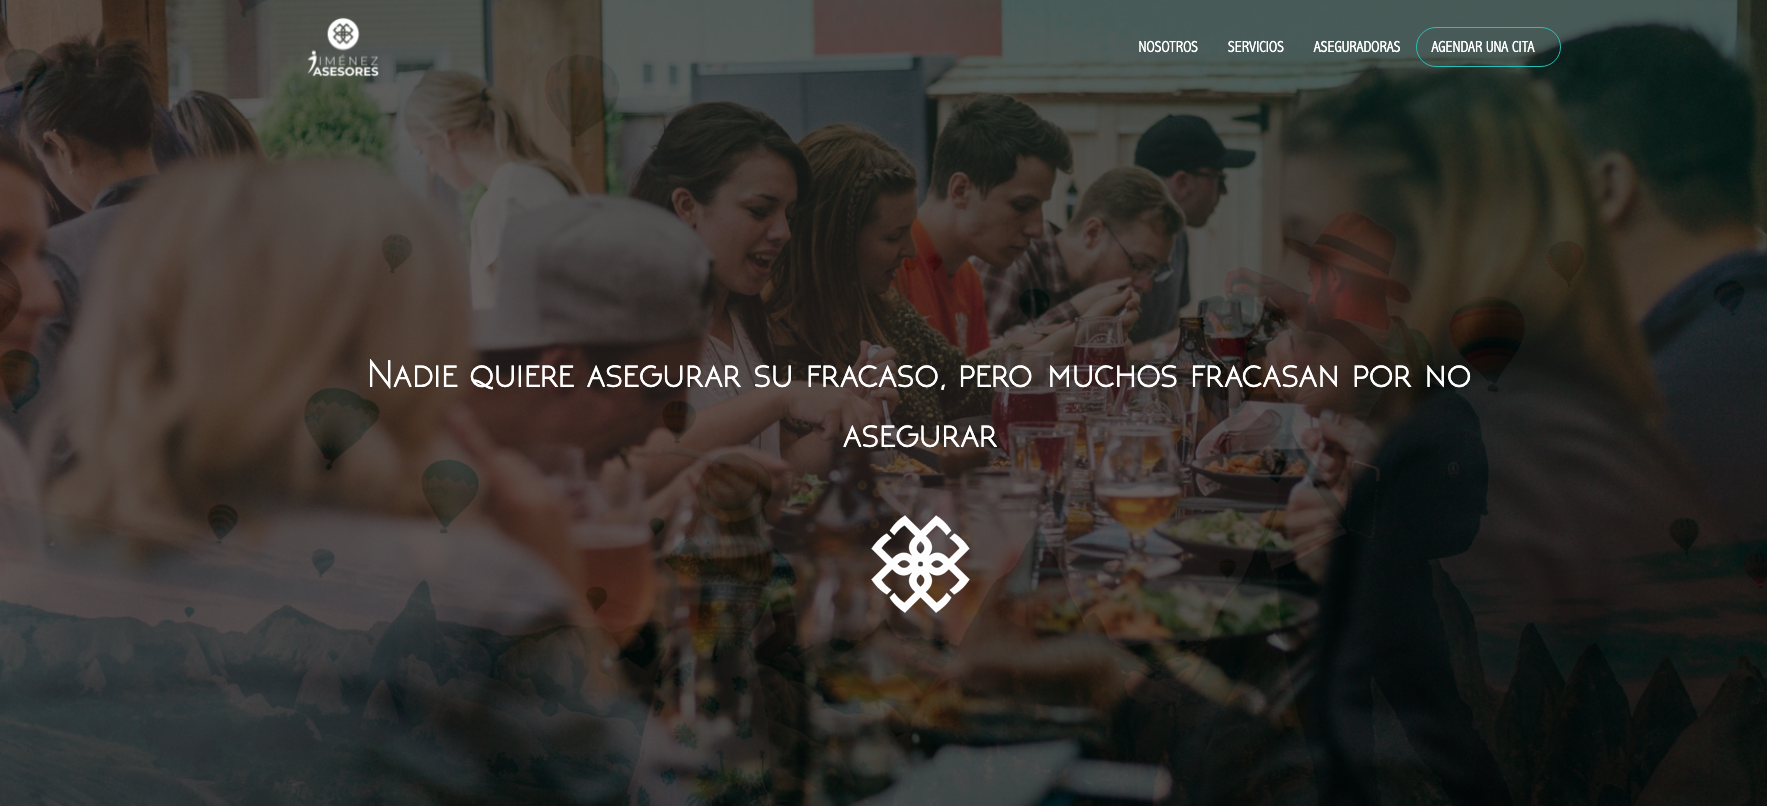 JIMÉNEZ
ASESORES
NOSOTROS SERVICIOS ASEGURADORAS AGENDAR UNA CITA
Nadie quiere asegurar su fracaso, pero muchos fracasan por no
asegurar